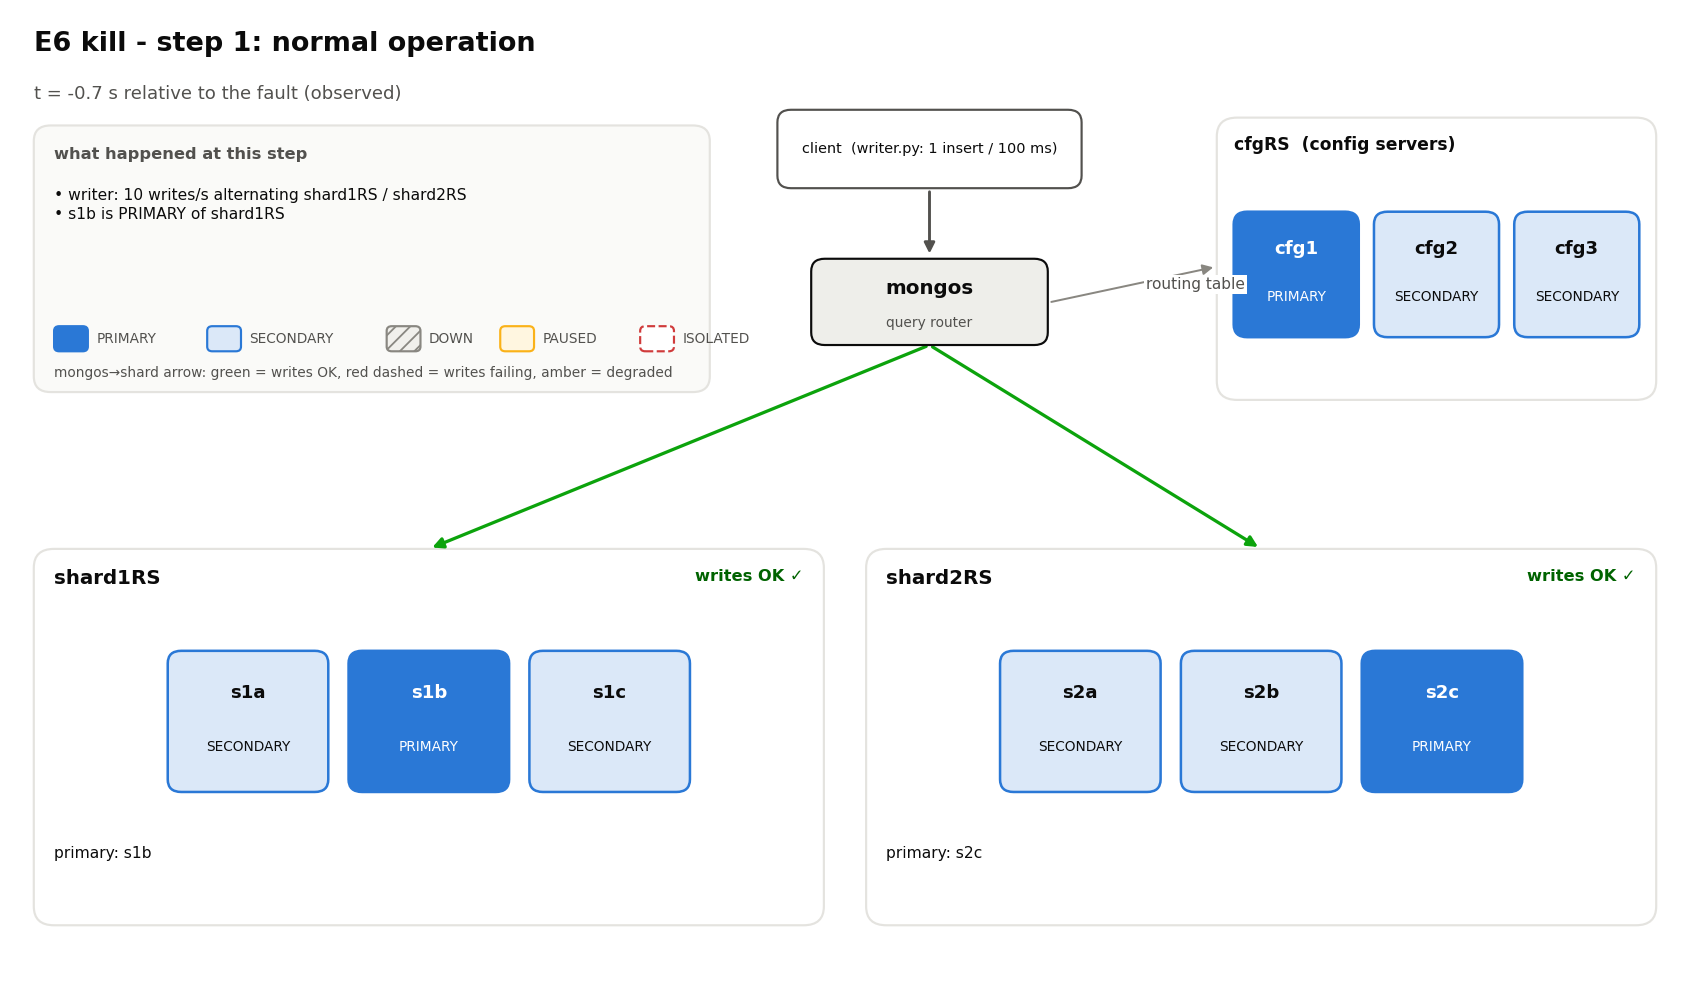 E6 kill - step 1: normal operation
t = -0.7 s relative to the fault (observed)
what happened at this step
• writer: 10 writes/s alternating shard1RS / shard2RS
• s1b is PRIMARY of shard1RS
PRIMARY
SECONDARY
DOWN
PAUSED
ISOLATED
mongos→shard arrow: green = writes OK, red dashed = writes failing, amber = degraded
client (writer.py: 1 insert / 100 ms)
mongos
query router
routing table
cfgRS (config servers)
cfg1
PRIMARY
cfg2
SECONDARY
cfg3
SECONDARY
shard1RS
writes OK ✓
s1a
SECONDARY
s1b
PRIMARY
s1c
SECONDARY
primary: s1b
shard2RS
writes OK ✓
s2a
SECONDARY
s2b
SECONDARY
s2c
PRIMARY
primary: s2c